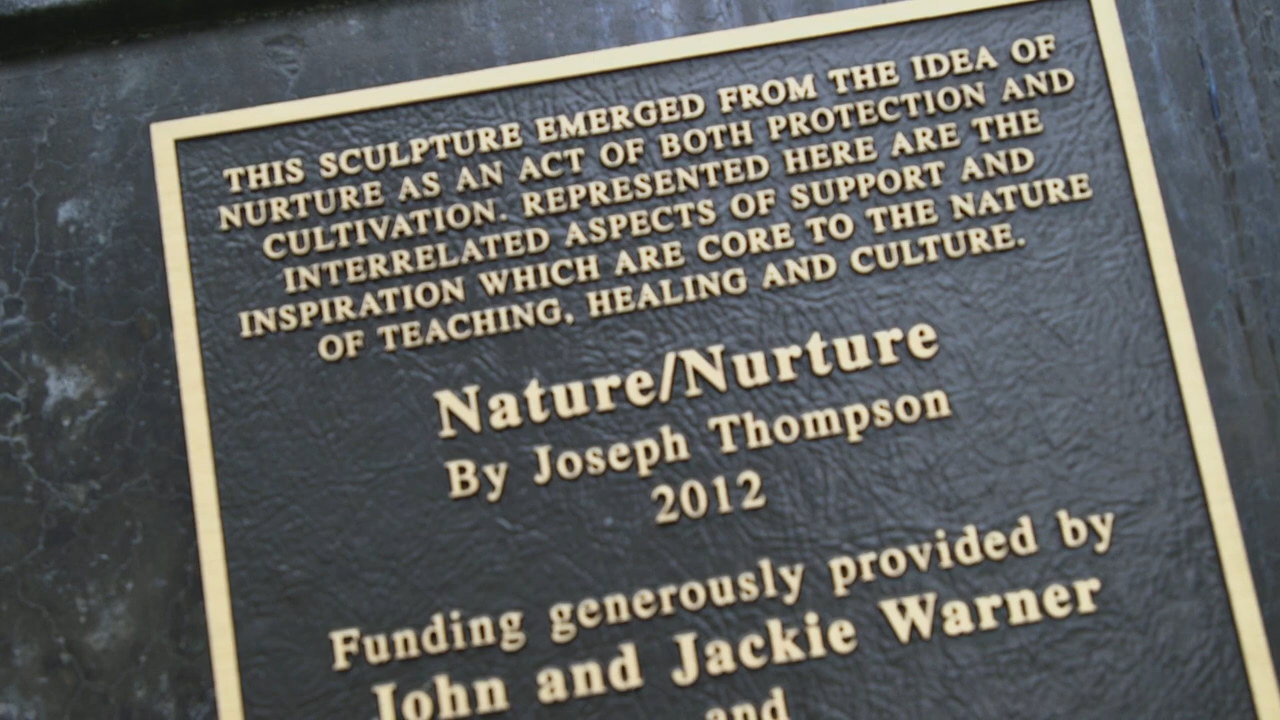 THIS SCULPTURE EMERGED FROM THE IDEA OF
NURTURE AS AN ACT OF BOTH PROTECTION AND
CULTIVATION. REPRESENTED HERE ARE THE
INTERRELATED ASPECTS OF SUPPORT AND
INSPIRATION WHICH ARE CORE TO THE NATURE
OF TEACHING, HEALING AND CULTURE.
Nature/Nurture
By Joseph Thompson
2012
Funding generously provided by
John and Jackie Warner
and